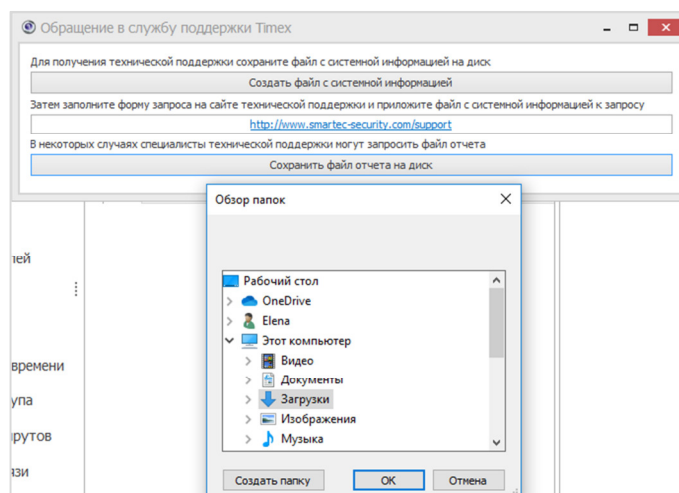 Обращение в службу поддержки Timex
Для получения технической поддержки сохраните файл с системной информацией на диск
Создать файл с системной информацией
Затем заполните форму запроса на сайте технической поддержки и приложите файл с системной информацией к запросу
http://www.smartec-security.com/support
В некоторых случаях специалисты технической поддержки могут запросить файл отчета
Сохранить файл отчета на диск
Обзор папок
Рабочий стол
OneDrive
Elena
Этот компьютер
Видео
Документы
Загрузки
Изображения
Музыка
Создать папку
OK
Отмена
лей
времени
упа
рутов
язи